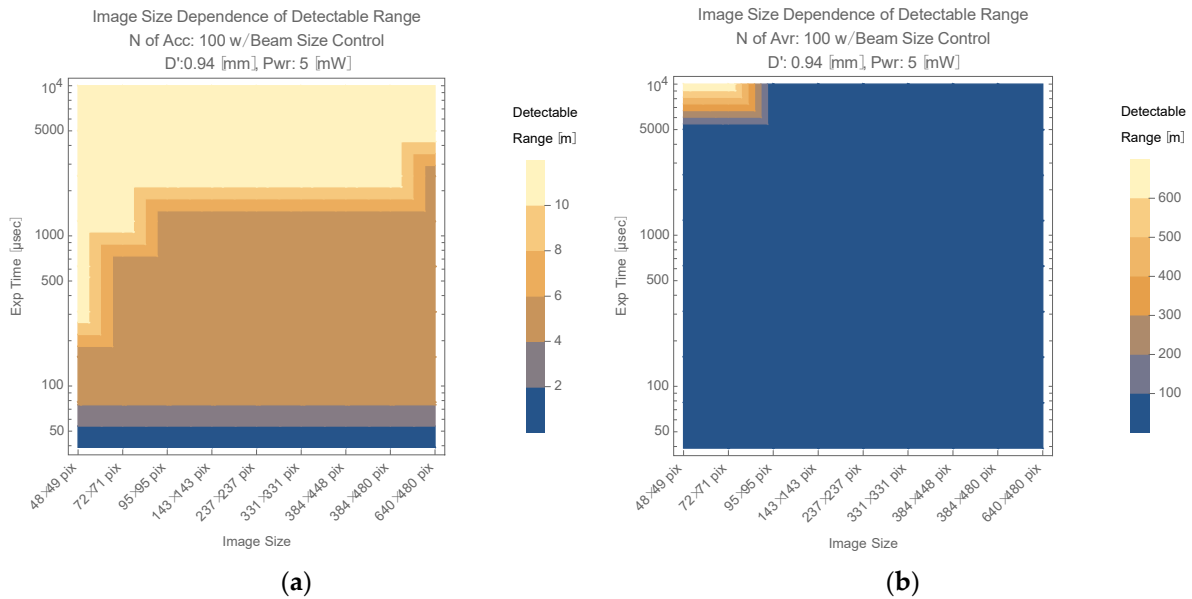 Image Size Dependence of Detectable Range
N of Acc: 100 w/Beam Size Control
D':0.94 [mm], Pwr: 5 [mW]
10^4
5000
1000
500
100
50
Exp Time [μsec]
48×49 pix
72×71 pix
95×95 pix
143×143 pix
237×237 pix
331×331 pix
384×448 pix
384×480 pix
640×480 pix
Image Size
Detectable
Range [m]
10
8
6
4
2
(a)
Image Size Dependence of Detectable Range
N of Avr: 100 w/Beam Size Control
D': 0.94 [mm], Pwr: 5 [mW]
10^4
5000
1000
500
100
50
Exp Time [μsec]
48×49 pix
72×71 pix
95×95 pix
143×143 pix
237×237 pix
331×331 pix
384×448 pix
384×480 pix
640×480 pix
Image Size
Detectable
Range [m]
600
500
400
300
200
100
(b)